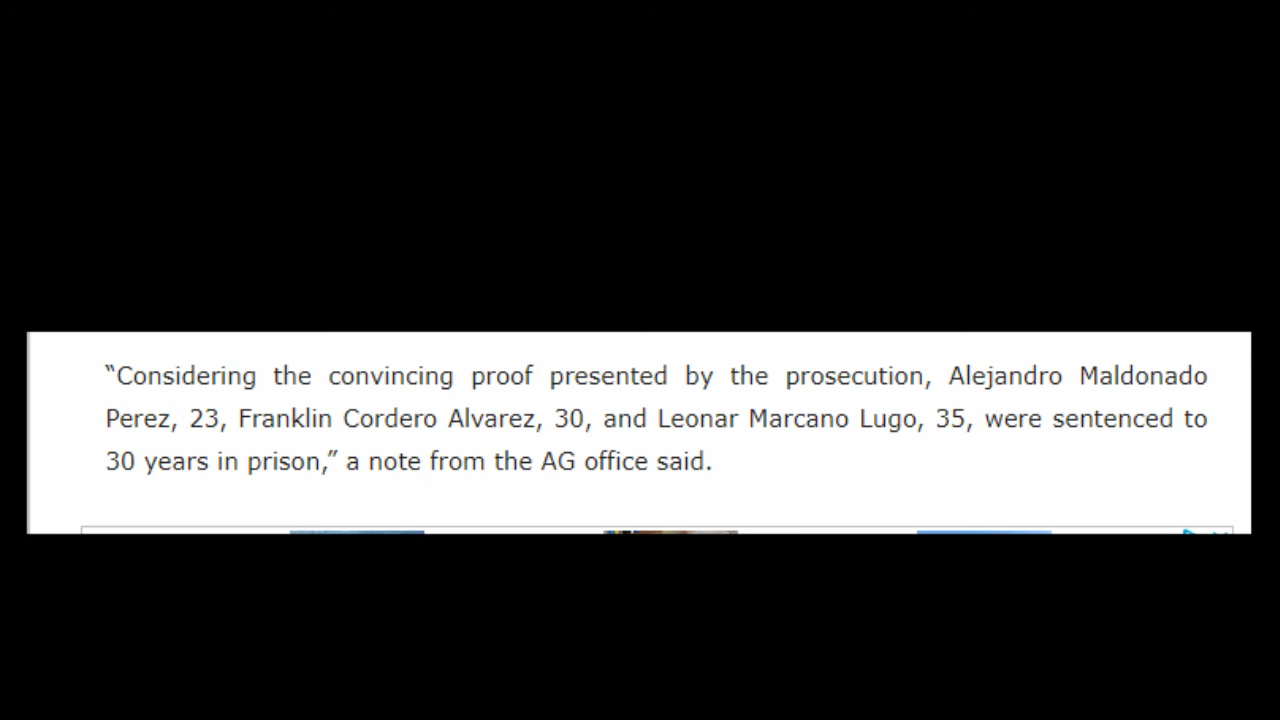 “Considering the convincing proof presented by the prosecution, Alejandro Maldonado
Perez, 23, Franklin Cordero Alvarez, 30, and Leonar Marcano Lugo, 35, were sentenced to
30 years in prison,” a note from the AG office said.